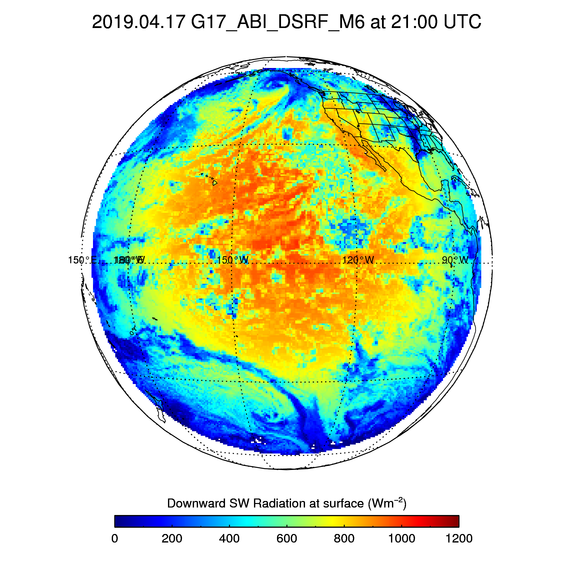 2019.04.17 G17_ABI_DSRF_M6 at 21:00 UTC
150°E 150°W 120°W 90°W
Downward SW Radiation at surface (Wm⁻²)
0 200 400 600 800 1000 1200